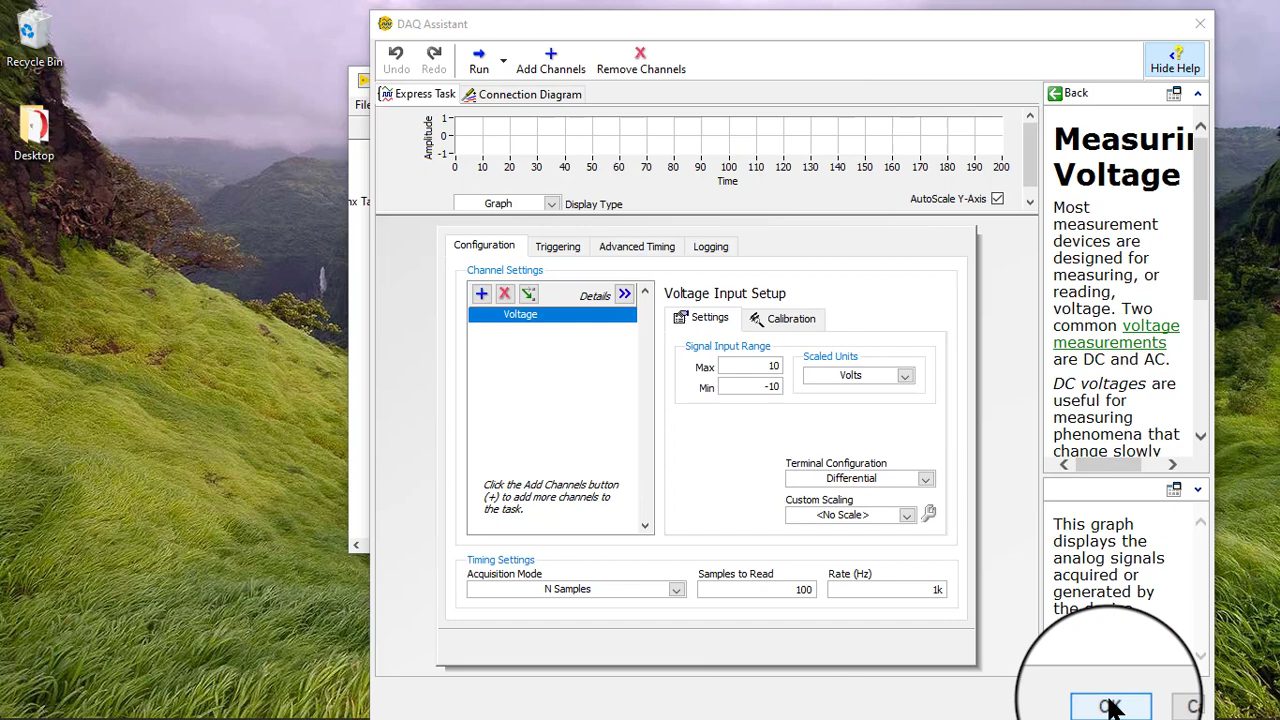 Recycle Bin
Desktop
DAQ Assistant
Undo
Redo
Run
Add Channels
Remove Channels
Hide Help
File
Express Task
Connection Diagram
Back
Amplitude
1
0
-1
0 10 20 30 40 50 60 70 80 90 100 110 120 130 140 150 160 170 180 190 200
Time
Graph
Display Type
AutoScale Y-Axis
Configuration
Triggering
Advanced Timing
Logging
Channel Settings
Details
Voltage
Click the Add Channels button
(+) to add more channels to
the task.
Voltage Input Setup
Settings
Calibration
Signal Input Range
Max
10
Min
-10
Scaled Units
Volts
Terminal Configuration
Differential
Custom Scaling
<No Scale>
Timing Settings
Acquisition Mode
N Samples
Samples to Read
100
Rate (Hz)
1k
Measurin
Voltage
Most
measurement
devices are
designed for
measuring, or
reading,
voltage. Two
common voltage
measurements
are DC and AC.
DC voltages are
useful for
measuring
phenomena that
change slowly
This graph
displays the
analog signals
acquired or
generated by
the device
OK